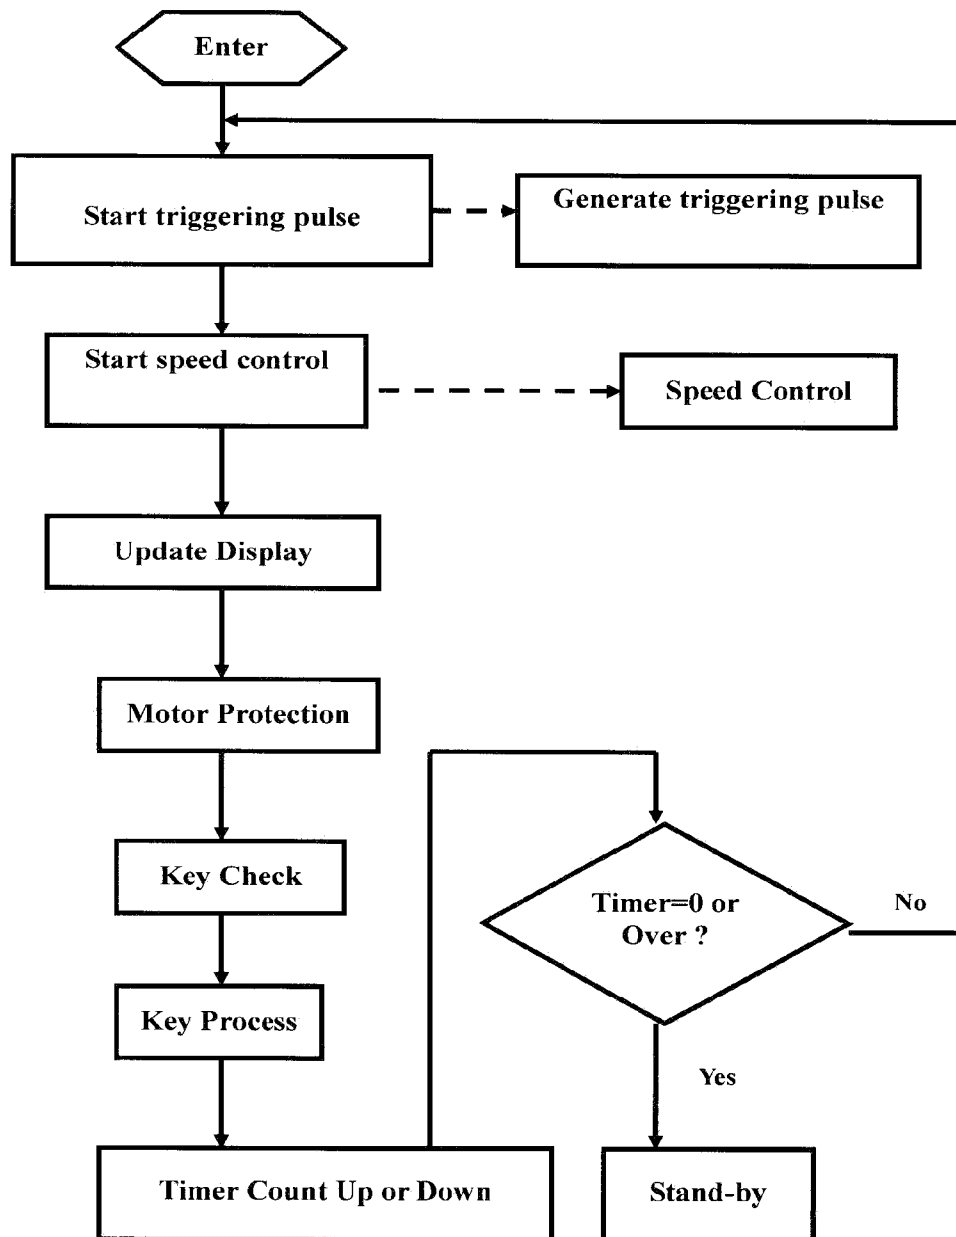 Enter
Start triggering pulse
Generate triggering pulse
Start speed control
Speed Control
Update Display
Motor Protection
Key Check
Timer=0 or
Over ?
No
Key Process
Yes
Timer Count Up or Down
Stand-by